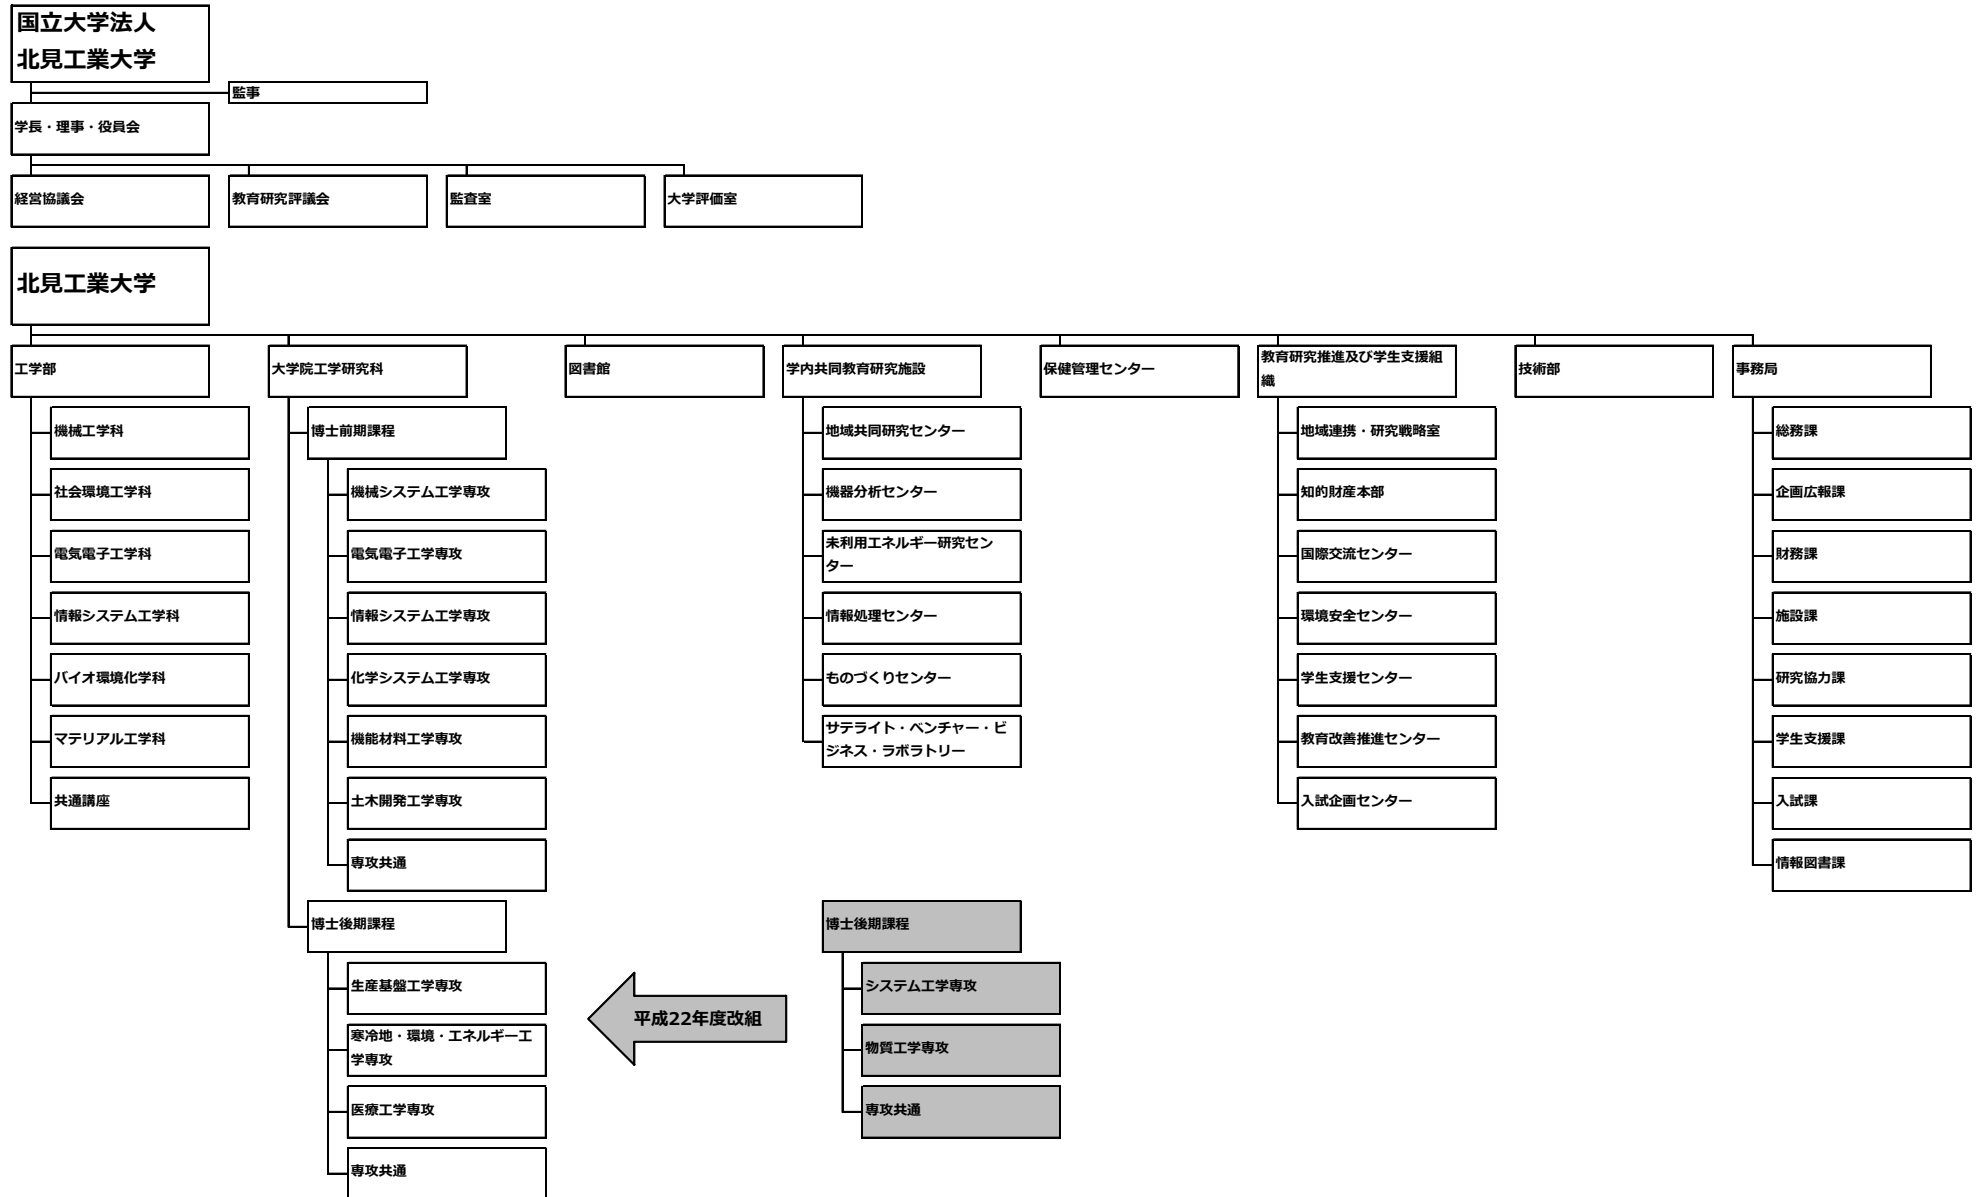 国立大学法人
北見工業大学
監事
学長・理事・役員会
経営協議会
教育研究評議会
監査室
大学評価室
北見工業大学
工学部
大学院工学研究科
図書館
学内共同教育研究施設
保健管理センター
教育研究推進及び学生支援組
織
技術部
事務局
機械工学科
社会環境工学科
電気電子工学科
情報システム工学科
バイオ環境化学科
マテリアル工学科
共通講座
博士前期課程
機械システム工学専攻
電気電子工学専攻
情報システム工学専攻
化学システム工学専攻
機能材料工学専攻
土木開発工学専攻
専攻共通
博士後期課程
生産基盤工学専攻
寒冷地・環境・エネルギー工
学専攻
医療工学専攻
専攻共通
地域共同研究センター
機器分析センター
未利用エネルギー研究セン
ター
情報処理センター
ものづくりセンター
サテライト・ベンチャー・ビ
ジネス・ラボラトリー
平成22年度改組
博士後期課程
システム工学専攻
物質工学専攻
専攻共通
地域連携・研究戦略室
知的財産本部
国際交流センター
環境安全センター
学生支援センター
教育改善推進センター
入試企画センター
総務課
企画広報課
財務課
施設課
研究協力課
学生支援課
入試課
情報図書課